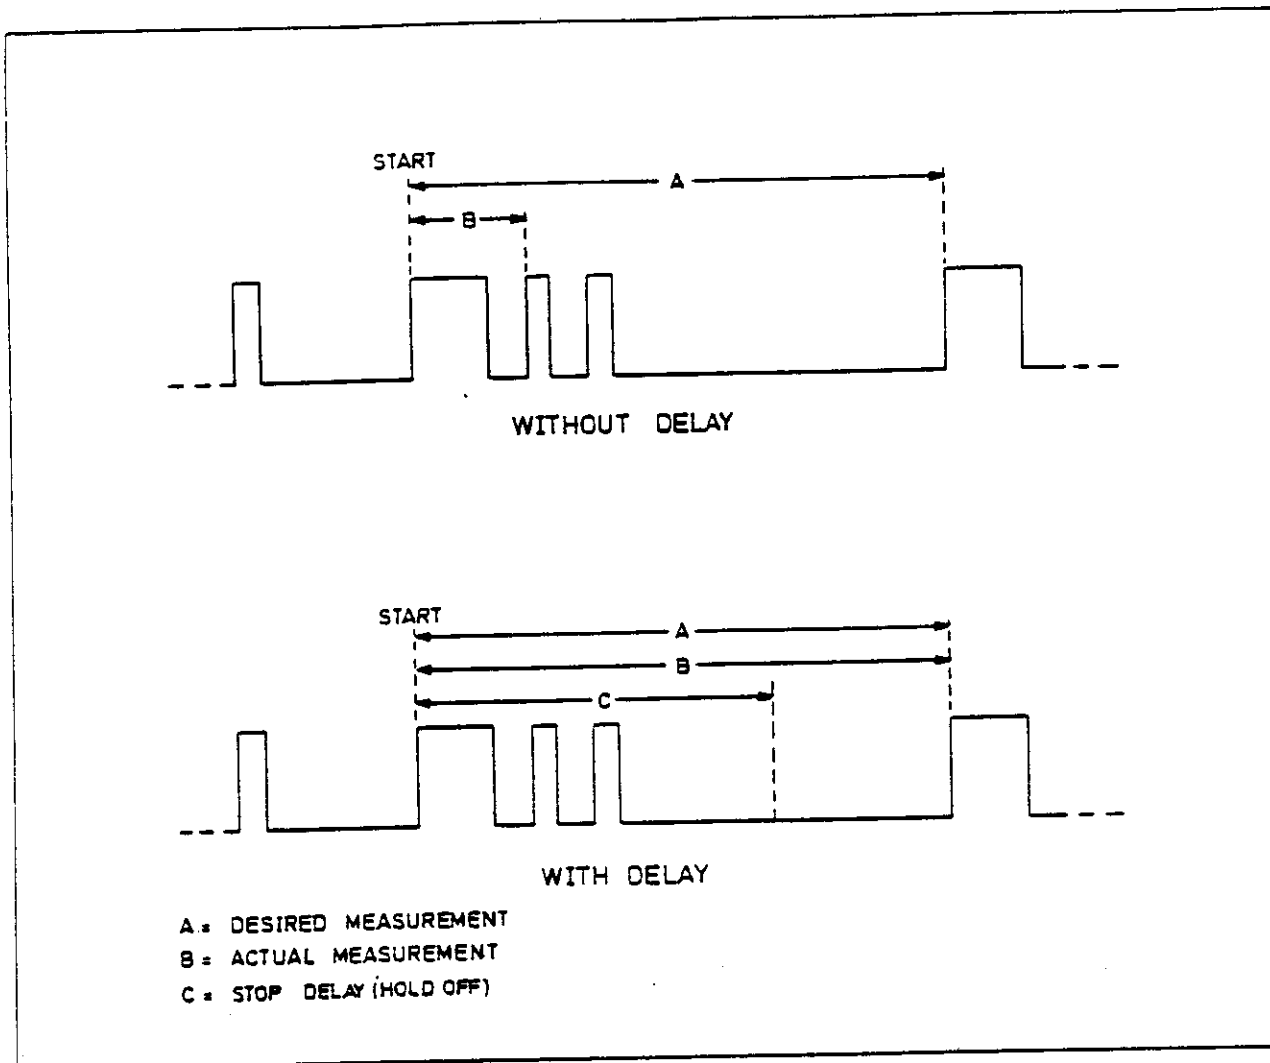 START
A
B
WITHOUT DELAY
START
A
B
C
WITH DELAY
A = DESIRED MEASUREMENT
B = ACTUAL MEASUREMENT
C = STOP DELAY (HOLD OFF)